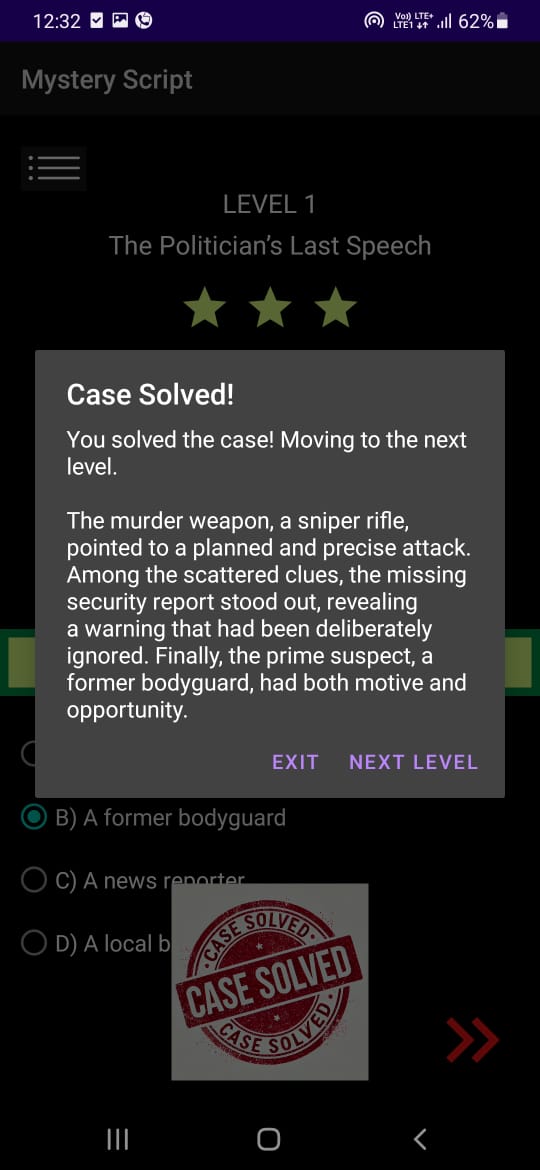 12:32
Vo) LTE+
LTE1
62%
Mystery Script
LEVEL 1
The Politician’s Last Speech
Case Solved!
You solved the case! Moving to the next
level.
The murder weapon, a sniper rifle,
pointed to a planned and precise attack.
Among the scattered clues, the missing
security report stood out, revealing
a warning that had been deliberately
ignored. Finally, the prime suspect, a
former bodyguard, had both motive and
opportunity.
EXIT NEXT LEVEL
B) A former bodyguard
C) A news reporter
D) A local b
CASE SOLVED
CASE SOLVED
CASE SOLVED